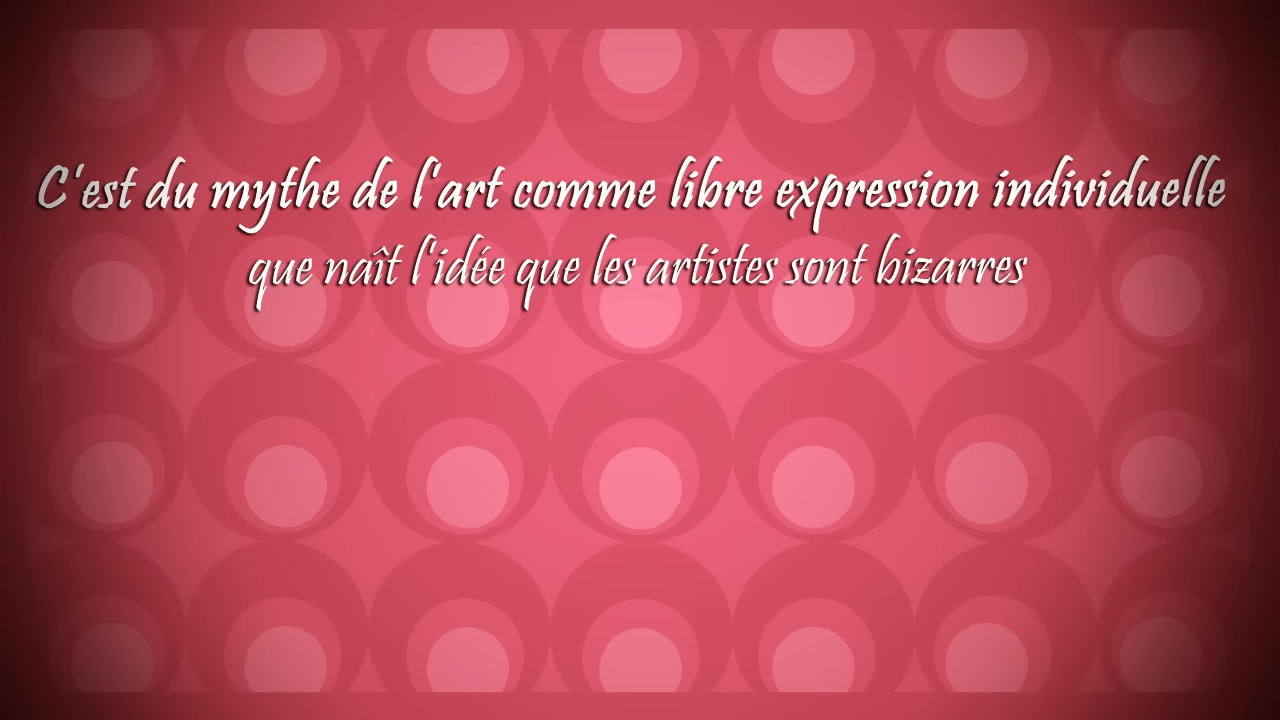 C'est du mythe de l'art comme libre expression individuelle
que naît l'idée que les artistes sont bizarres